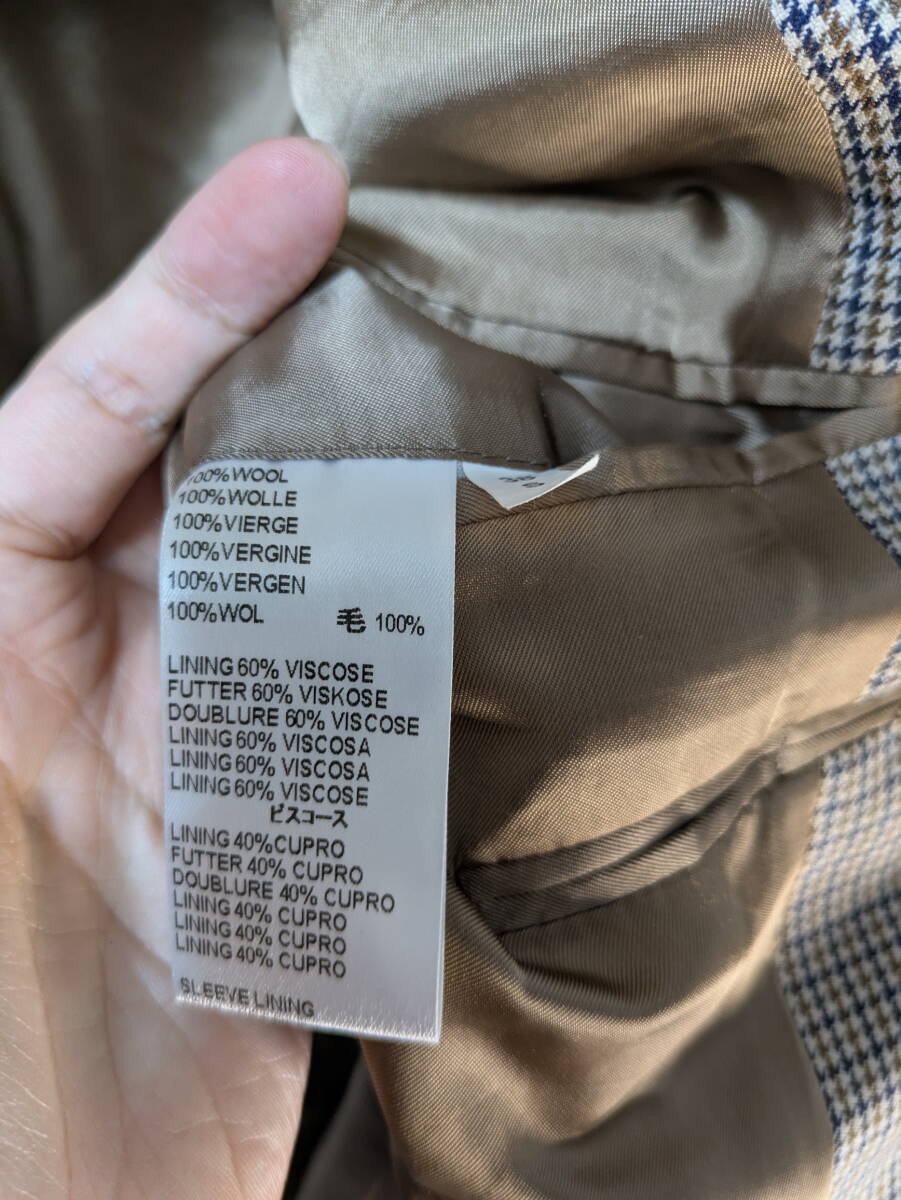 100%WOOL
100%WOLLE
100%VIERGE
100%VERGINE
100%VERGEN
100%WOL 毛 100%
LINING 60% VISCOSE
FUTTER 60% VISKOSE
DOUBLURE 60% VISCOSE
LINING 60% VISCOSA
LINING 60% VISCOSA
LINING 60% VISCOSE
ビスコース
LINING 40%CUPRO
FUTTER 40% CUPRO
DOUBLURE 40% CUPRO
LINING 40% CUPRO
LINING 40% CUPRO
LINING 40% CUPRO
SLEEVE LINING